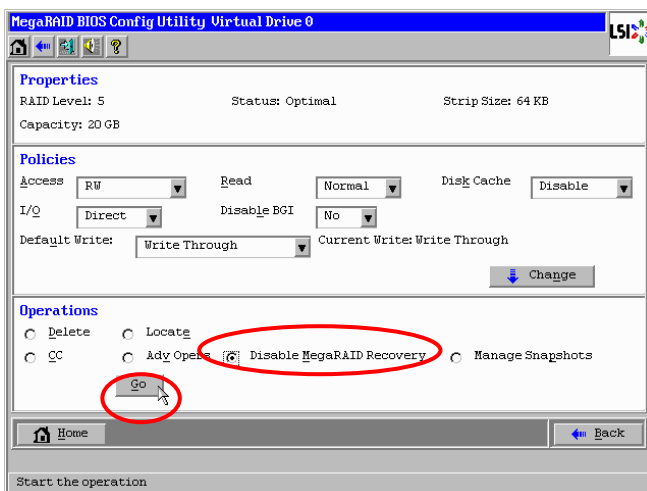 MegaRAID BIOS Config Utility Virtual Drive 0
LSI
Properties
RAID Level: 5 Status: Optimal Strip Size: 64 KB
Capacity: 20 GB
Policies
Access RW Read Normal Disk Cache Disable
I/O Direct Disable BGI No
Default Write: Write Through Current Write: Write Through
Change
Operations
Delete Locate
CC Adv Opers Disable MegaRAID Recovery Manage Snapshots
Go
Home Back
Start the operation